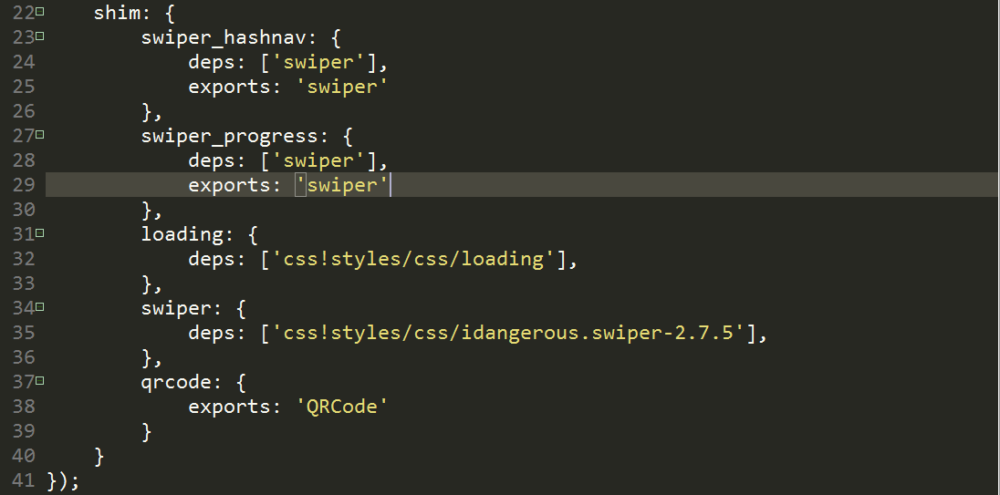 22 shim: {
23 swiper_hashnav: {
24 deps: ['swiper'],
25 exports: 'swiper'
26 },
27 swiper_progress: {
28 deps: ['swiper'],
29 exports: 'swiper'
30 },
31 loading: {
32 deps: ['css!styles/css/loading'],
33 },
34 swiper: {
35 deps: ['css!styles/css/idangerous.swiper-2.7.5'],
36 },
37 qrcode: {
38 exports: 'QRCode'
39 }
40 }
41 });